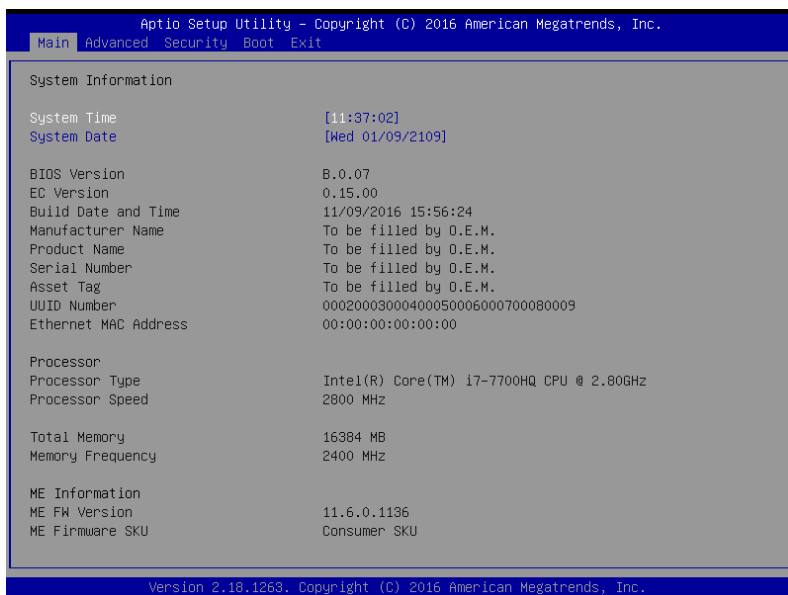 Aptio Setup Utility – Copyright (C) 2016 American Megatrends, Inc.
Main Advanced Security Boot Exit
System Information
System Time [11:37:02]
System Date [Wed 01/09/2109]
BIOS Version B.0.07
EC Version 0.15.00
Build Date and Time 11/09/2016 15:56:24
Manufacturer Name To be filled by O.E.M.
Product Name To be filled by O.E.M.
Serial Number To be filled by O.E.M.
Asset Tag To be filled by O.E.M.
UUID Number 00020003000400050006000700080009
Ethernet MAC Address 00:00:00:00:00:00
Processor
Processor Type Intel(R) Core(TM) i7-7700HQ CPU @ 2.80GHz
Processor Speed 2800 MHz
Total Memory 16384 MB
Memory Frequency 2400 MHz
ME Information
ME FW Version 11.6.0.1136
ME Firmware SKU Consumer SKU
Version 2.18.1263. Copyright (C) 2016 American Megatrends, Inc.